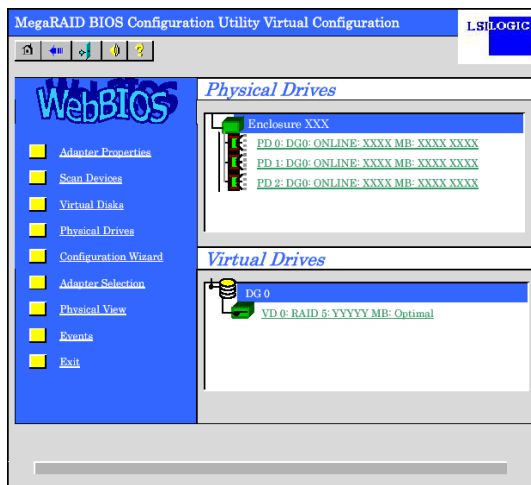 MegaRAID BIOS Configuration Utility Virtual Configuration
LSI LOGIC
WebBIOS
Adapter Properties
Scan Devices
Virtual Disks
Physical Drives
Configuration Wizard
Adapter Selection
Physical View
Events
Exit
Physical Drives
Enclosure XXX
PD 0: DG0: ONLINE: XXXX MB: XXXX XXXX
PD 1: DG0: ONLINE: XXXX MB: XXXX XXXX
PD 2: DG0: ONLINE: XXXX MB: XXXX XXXX
Virtual Drives
DG 0
VD 0: RAID 5: YYYYY MB: Optimal